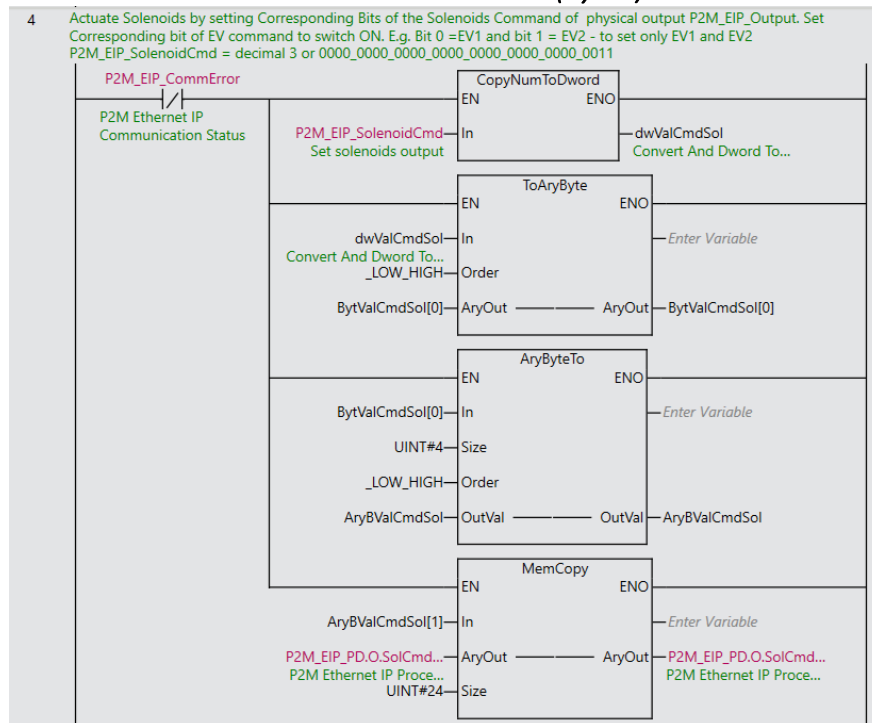 4 Actuate Solenoids by setting Corresponding Bits of the Solenoids Command of physical output P2M_EIP_Output. Set
Corresponding bit of EV command to switch ON. E.g. Bit 0 =EV1 and bit 1 = EV2 - to set only EV1 and EV2
P2M_EIP_SolenoidCmd = decimal 3 or 0000_0000_0000_0000_0000_0000_0000_0011
P2M_EIP_CommError
P2M Ethernet IP
Communication Status
CopyNumToDword
EN ENO
P2M_EIP_SolenoidCmd In dwValCmdSol
Set solenoids output Convert And Dword To...
ToAryByte
EN ENO
dwValCmdSol In Enter Variable
Convert And Dword To...
_LOW_HIGH Order
BytValCmdSol[0] AryOut AryOut BytValCmdSol[0]
AryByteTo
EN ENO
BytValCmdSol[0] In Enter Variable
UINT#4 Size
_LOW_HIGH Order
AryBValCmdSol OutVal OutVal AryBValCmdSol
MemCopy
EN ENO
AryBValCmdSol[1] In Enter Variable
P2M_EIP_PD.O.SolCmd... AryOut AryOut P2M_EIP_PD.O.SolCmd...
P2M Ethernet IP Proce... P2M Ethernet IP Proce...
UINT#24 Size